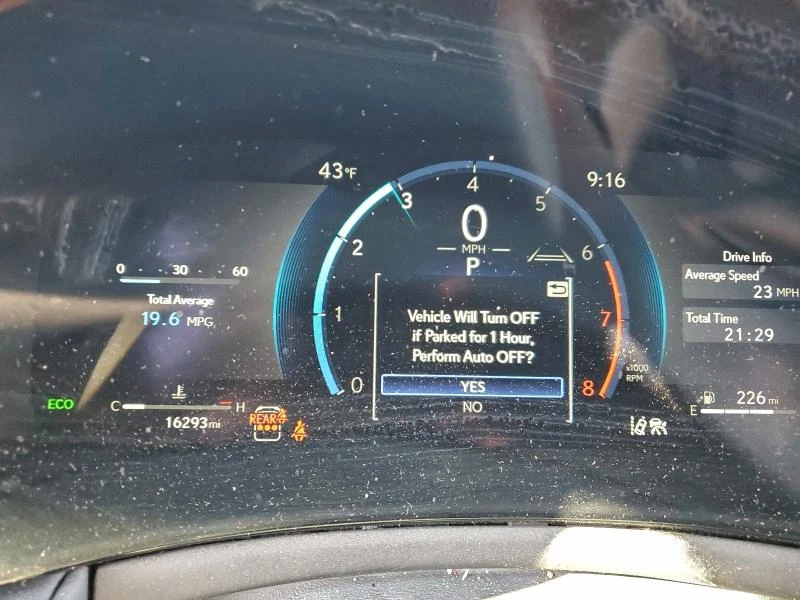 43°F
9:16
0
1
2
3
4
5
6
7
8
x1000
RPM
0
MPH
P
0 30 60
Total Average
19.6 MPG
Vehicle Will Turn OFF
if Parked for 1 Hour,
Perform Auto OFF?
YES
NO
Drive Info
Average Speed
23 MPH
Total Time
21:29
ECO
C H
16293 mi
REAR
226 mi
E